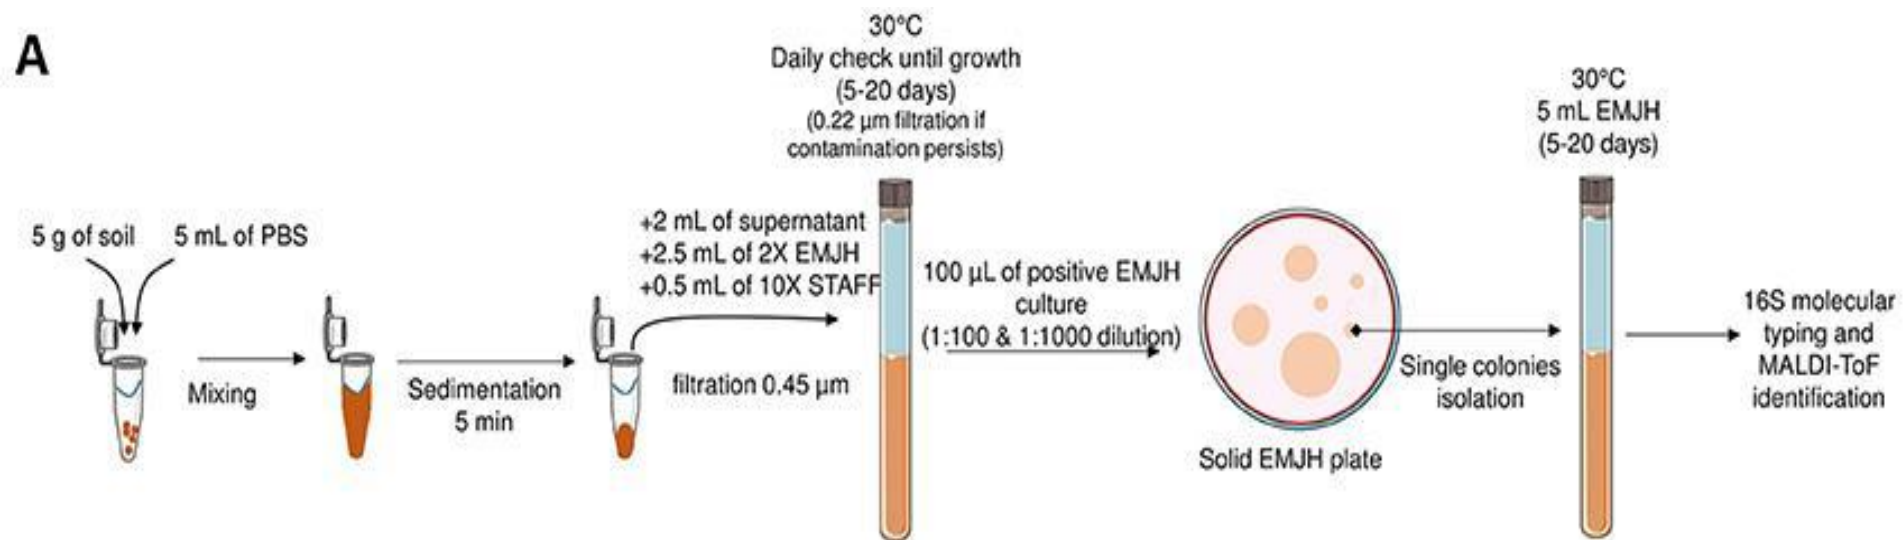 A
5 g of soil
5 mL of PBS
Mixing
Sedimentation
5 min
+2 mL of supernatant
+2.5 mL of 2X EMJH
+0.5 mL of 10X STAFF
filtration 0.45 µm
30°C
Daily check until growth
(5-20 days)
(0.22 µm filtration if
contamination persists)
100 µL of positive EMJH
culture
(1:100 & 1:1000 dilution)
Solid EMJH plate
Single colonies
isolation
30°C
5 mL EMJH
(5-20 days)
16S molecular
typing and
MALDI-ToF
identification